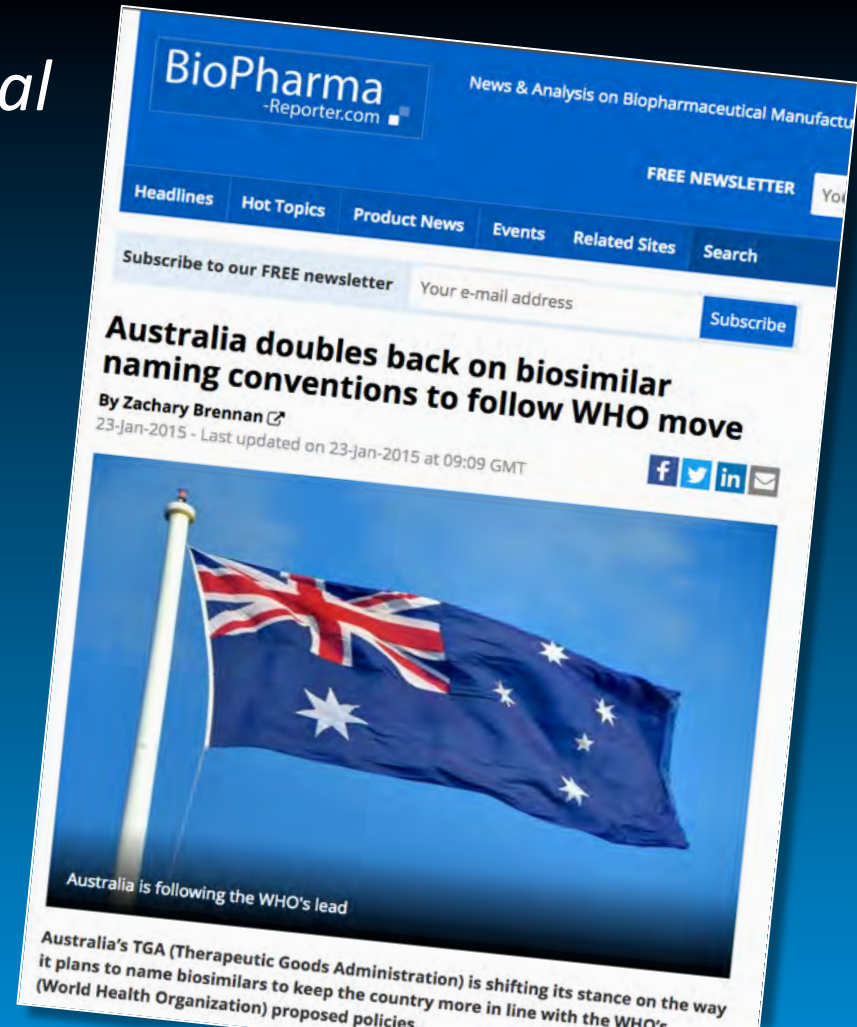 al
BioPharma
-Reporter.com
News & Analysis on Biopharmaceutical Manufactu
FREE NEWSLETTER
You
Headlines Hot Topics Product News Events Related Sites Search
Subscribe to our FREE newsletter Your e-mail address Subscribe
Australia doubles back on biosimilar
naming conventions to follow WHO move
By Zachary Brennan
23-Jan-2015 - Last updated on 23-Jan-2015 at 09:09 GMT
f in
Australia is following the WHO's lead
Australia's TGA (Therapeutic Goods Administration) is shifting its stance on the way
it plans to name biosimilars to keep the country more in line with the WHO's
(World Health Organization) proposed policies.